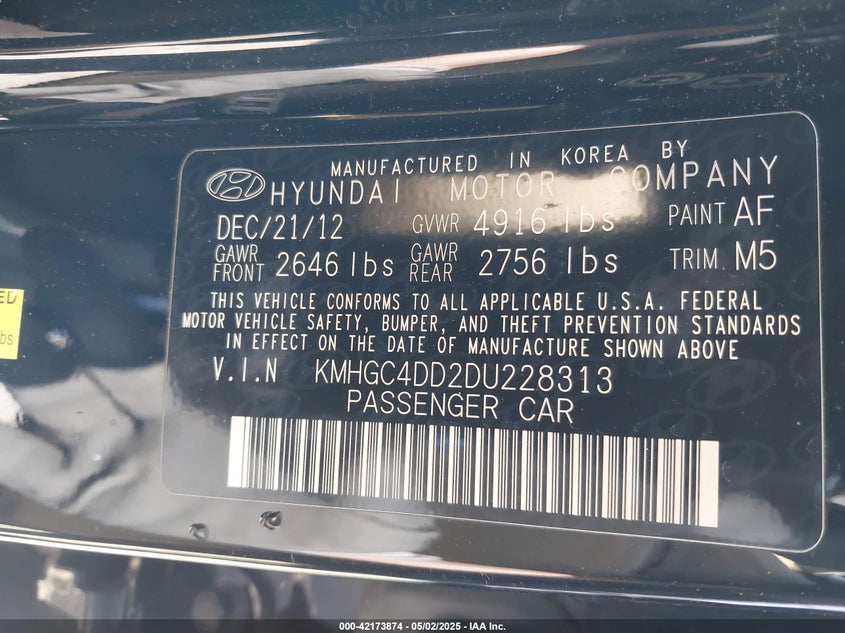 MANUFACTURED IN KOREA BY
HYUNDAI MOTOR COMPANY
DEC/21/12 GVWR 4916 lbs PAINT AF
GAWR FRONT 2646 lbs GAWR REAR 2756 lbs TRIM M5
THIS VEHICLE CONFORMS TO ALL APPLICABLE U.S.A. FEDERAL
MOTOR VEHICLE SAFETY, BUMPER, AND THEFT PREVENTION STANDARDS
IN EFFECT ON THE DATE OF MANUFACTURE SHOWN ABOVE
V.I.N KMHGC4DD2DU228313
PASSENGER CAR
000-42173874 - 05/02/2025 - IAA Inc.